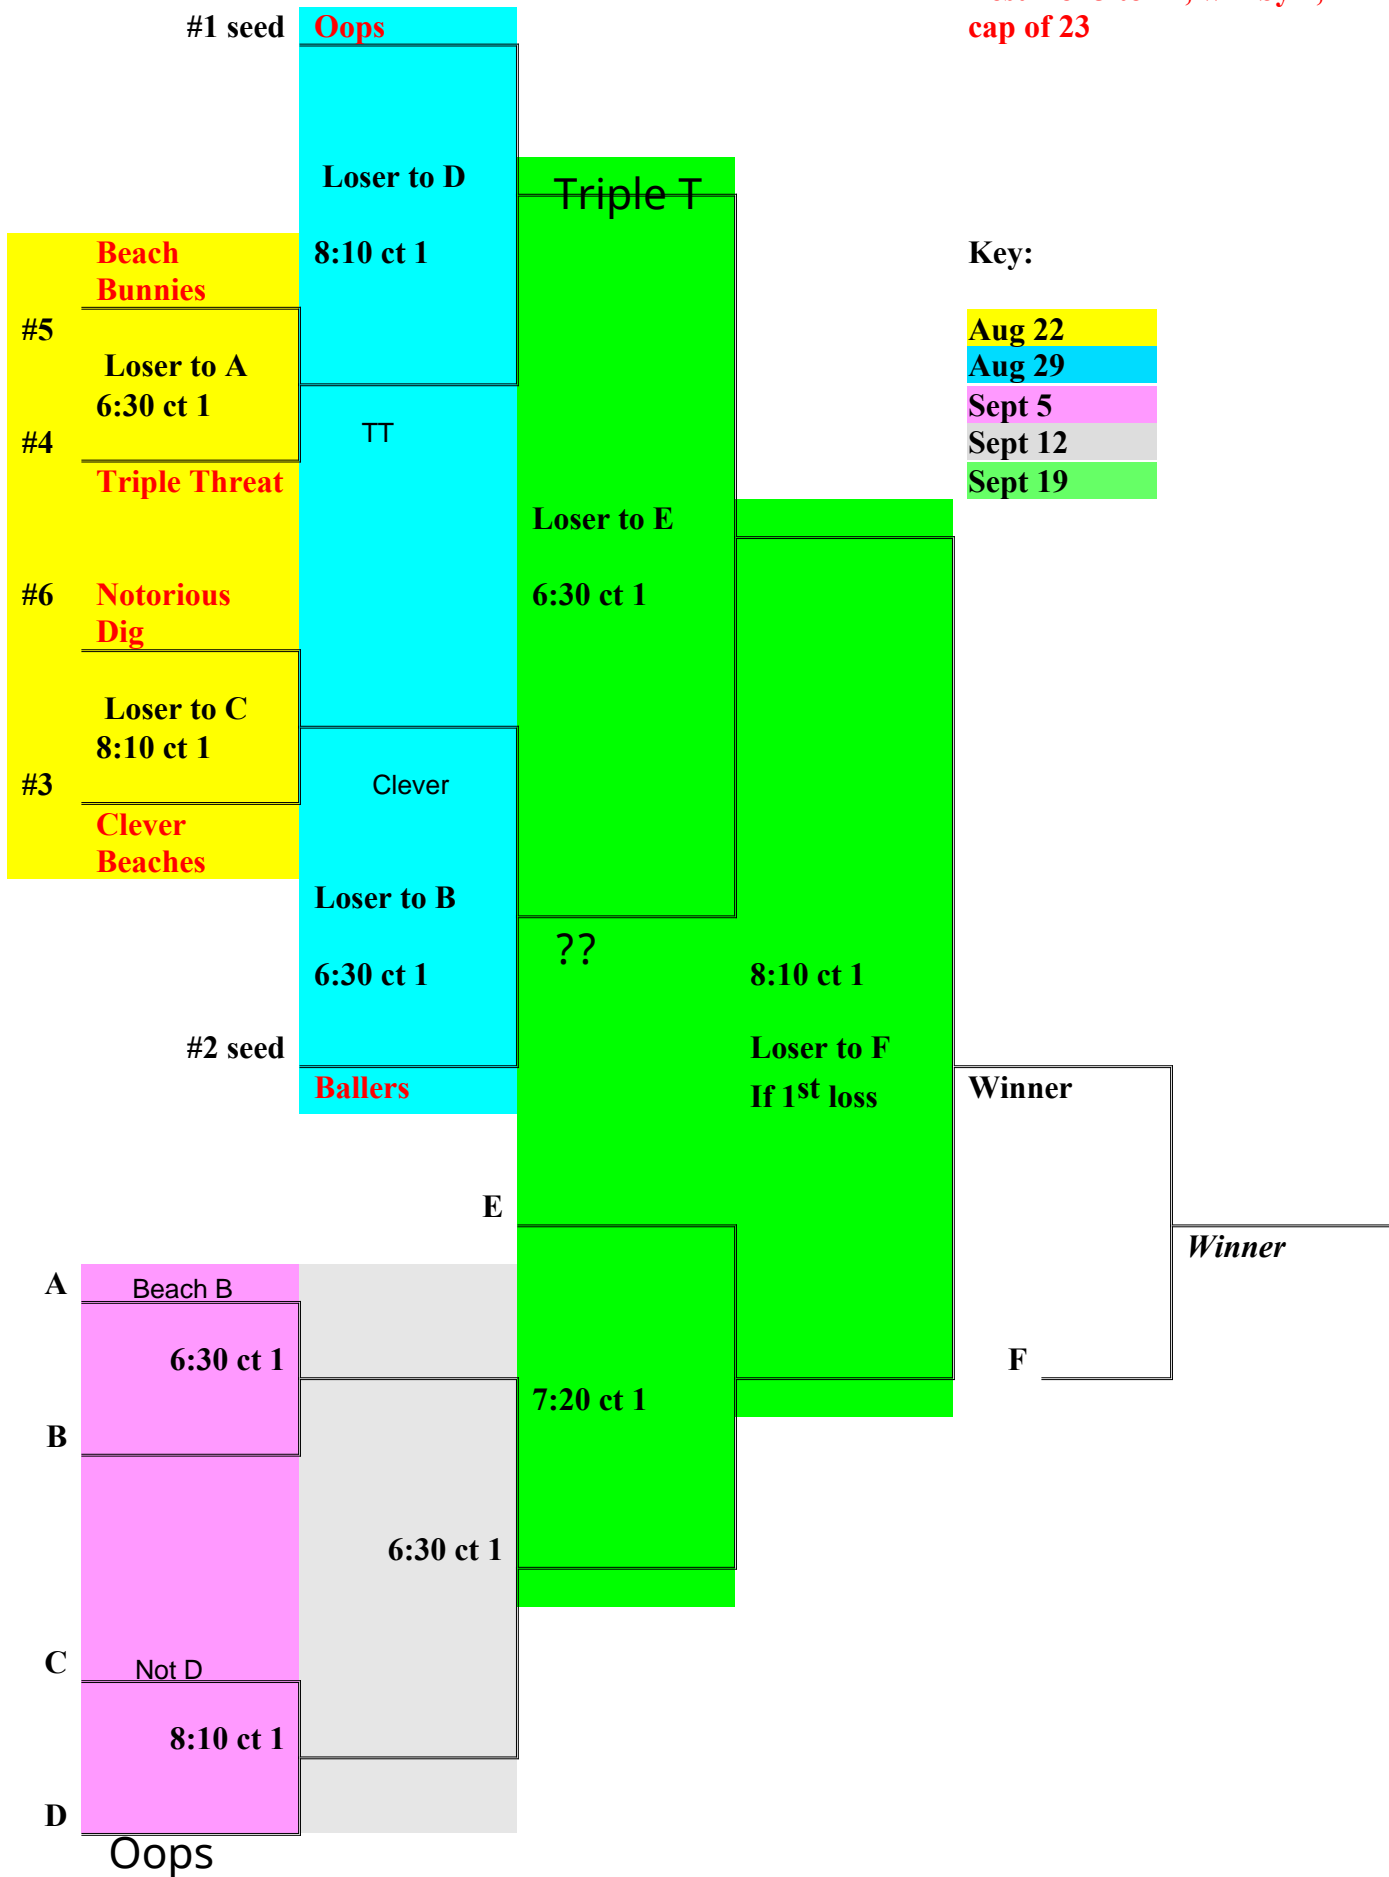 #1 seed
Oops
cap of 23
Loser to D
Triple T
8:10 ct 1
Key:
Beach
Bunnies
#5
Aug 22
Loser to A
Aug 29
6:30 ct 1
Sept 5
TT
#4
Sept 12
Triple Threat
Sept 19
Loser to E
#6
Notorious
6:30 ct 1
Dig
Loser to C
8:10 ct 1
#3
Clever
Clever
Beaches
Loser to B
??
6:30 ct 1
8:10 ct 1
#2 seed
Loser to F
Ballers
If 1st loss
Winner
E
Winner
A
Beach B
6:30 ct 1
F
7:20 ct 1
B
6:30 ct 1
C
Not D
8:10 ct 1
D
Oops